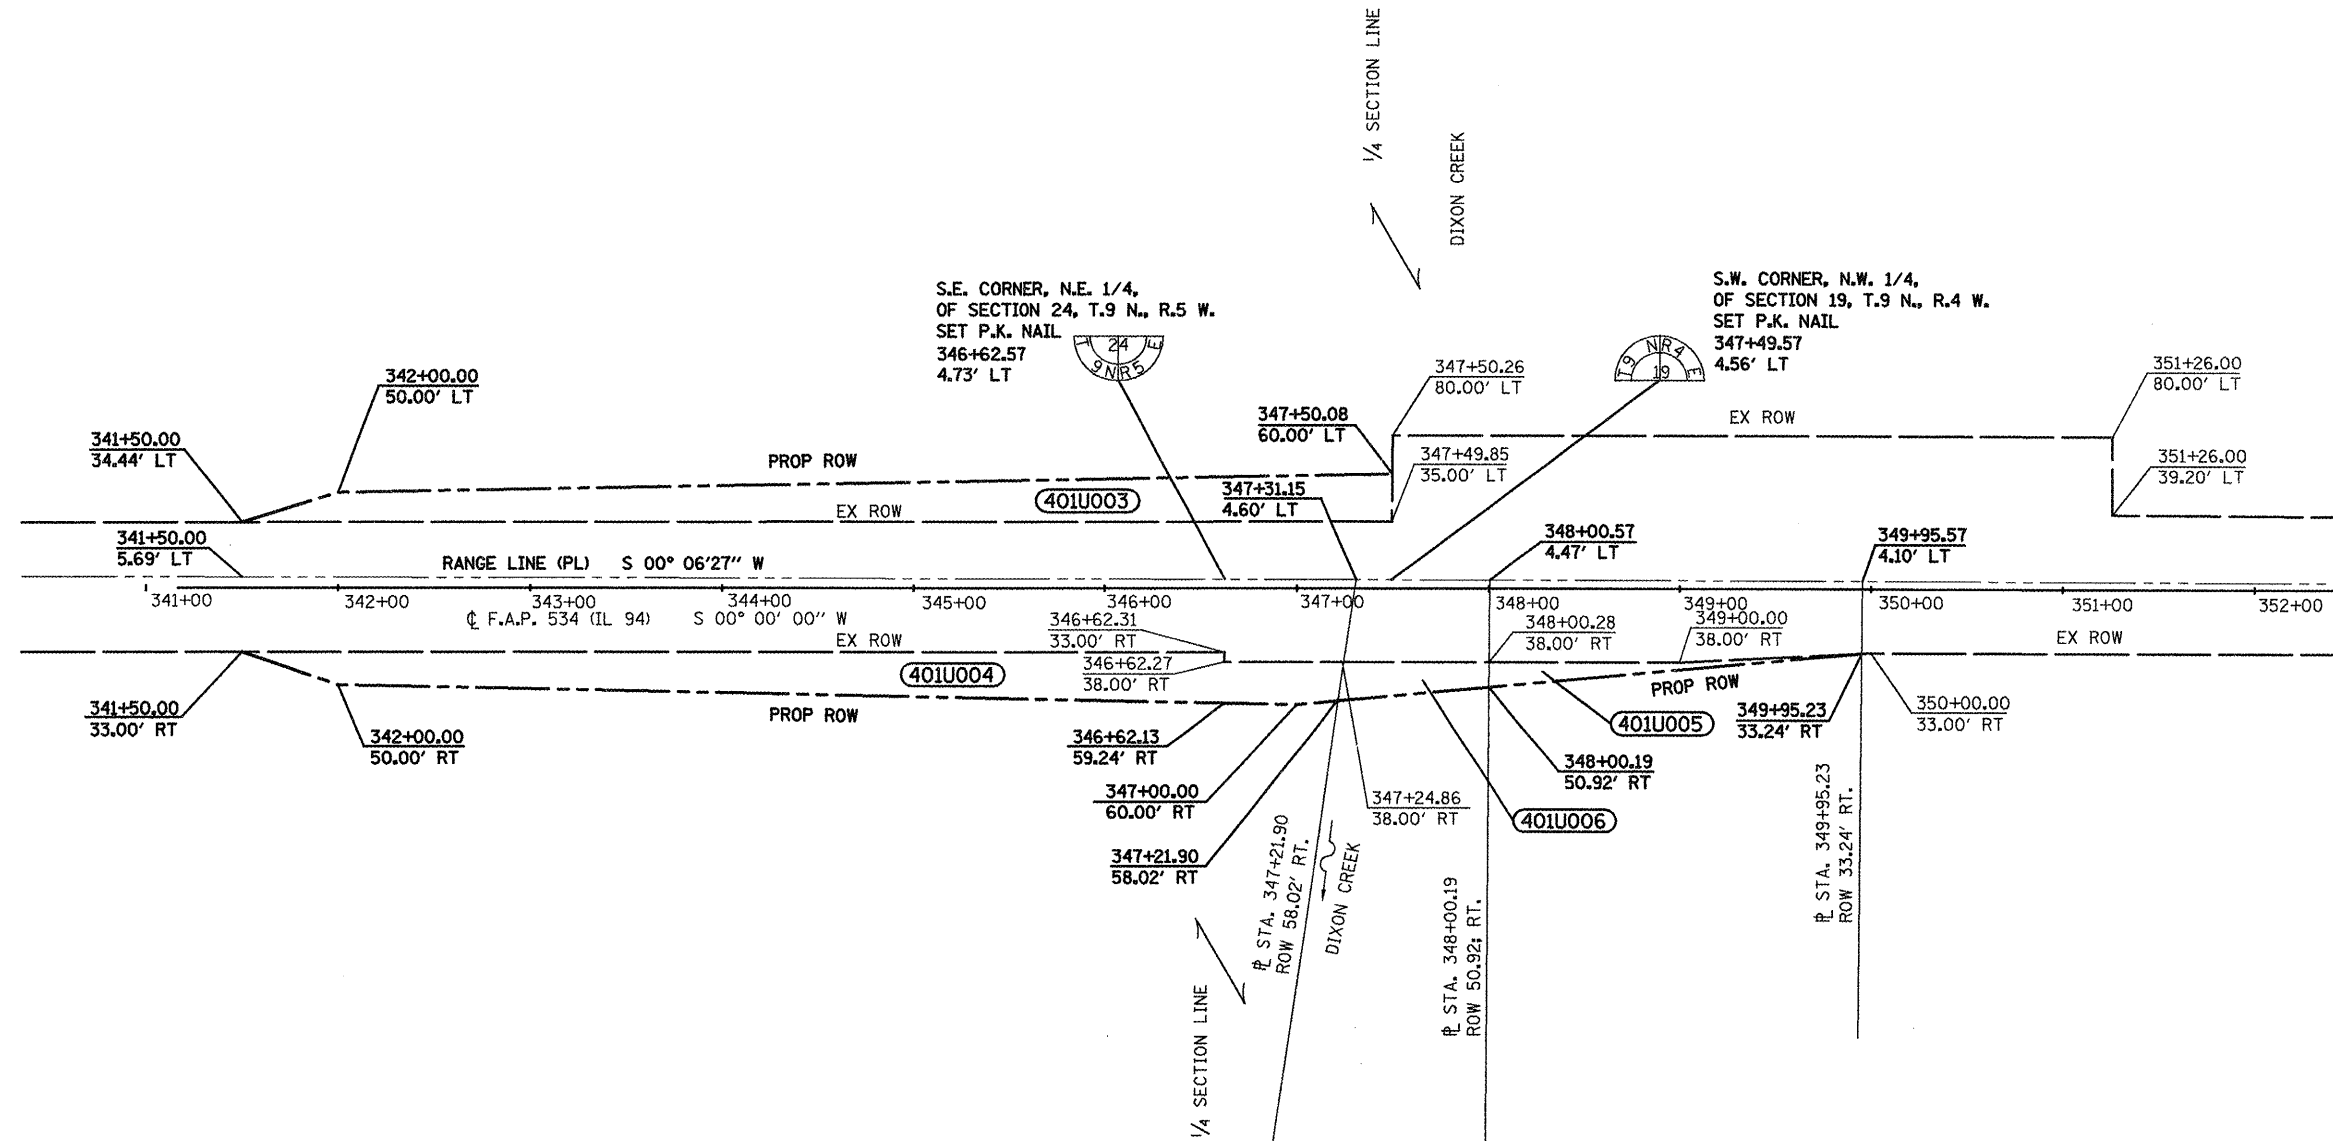 1/4 SECTION LINE
DIXON CREEK
S.E. CORNER, N.E. 1/4,
OF SECTION 24, T.9 N., R.5 W.
SET P.K. NAIL
346+62.57
4.73' LT
T 9NR5 E
24
S.W. CORNER, N.W. 1/4,
OF SECTION 19, T.9 N., R.4 W.
SET P.K. NAIL
347+49.57
4.56' LT
T9 NR4 E
19
342+00.00
50.00' LT
341+50.00
34.44' LT
347+50.26
80.00' LT
351+26.00
80.00' LT
347+50.08
60.00' LT
EX ROW
PROP ROW
347+49.85
35.00' LT
351+26.00
39.20' LT
401U003
347+31.15
4.60' LT
EX ROW
341+50.00
5.69' LT
348+00.57
4.47' LT
349+95.57
4.10' LT
RANGE LINE (PL) S 00° 06'27" W
341+00
342+00
343+00
344+00
345+00
346+00
347+00
348+00
349+00
350+00
351+00
352+00
℄ F.A.P. 534 (IL 94) S 00° 00' 00" W
346+62.31
33.00' RT
348+00.28
38.00' RT
349+00.00
38.00' RT
EX ROW
EX ROW
346+62.27
38.00' RT
401U004
PROP ROW
PROP ROW
341+50.00
33.00' RT
342+00.00
50.00' RT
346+62.13
59.24' RT
401U005
349+95.23
33.24' RT
350+00.00
33.00' RT
348+00.19
50.92' RT
347+00.00
60.00' RT
347+24.86
38.00' RT
401U006
347+21.90
58.02' RT
PL STA. 347+21.90
ROW 58.02' RT.
DIXON CREEK
PL STA. 348+00.19
ROW 50.92; RT.
PL STA. 349+95.23
ROW 33.24' RT.
1/4 SECTION LINE